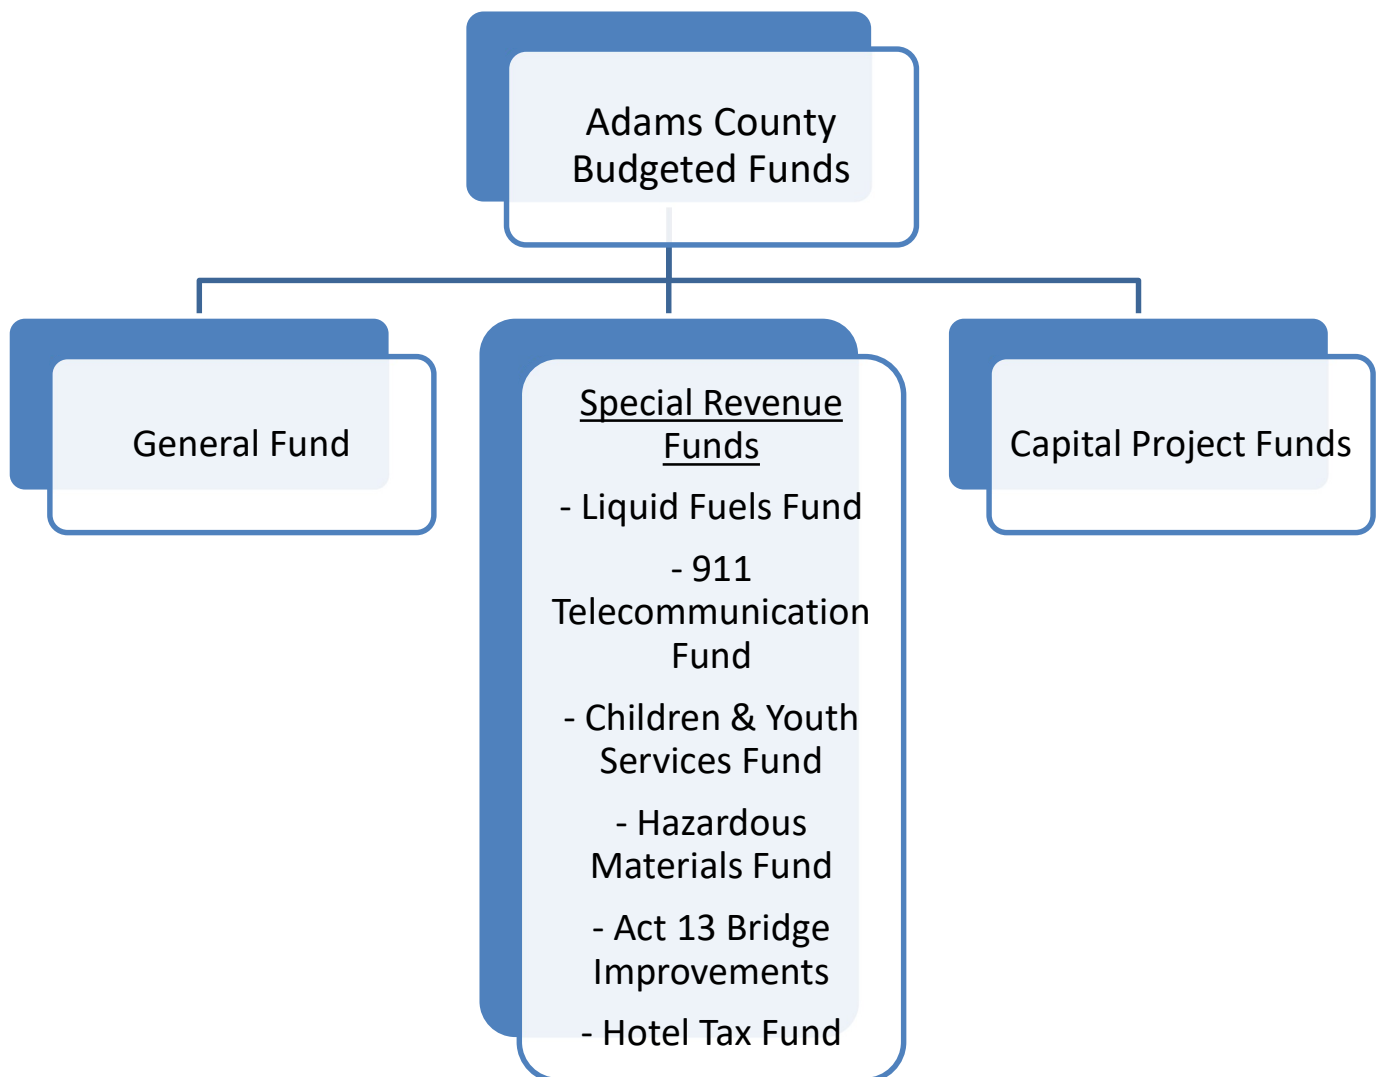 Adams County
Budgeted Funds
General Fund
Special Revenue
Funds
- Liquid Fuels Fund
- 911
Telecommunication
Fund
- Children & Youth
Services Fund
- Hazardous
Materials Fund
- Act 13 Bridge
Improvements
- Hotel Tax Fund
Capital Project Funds